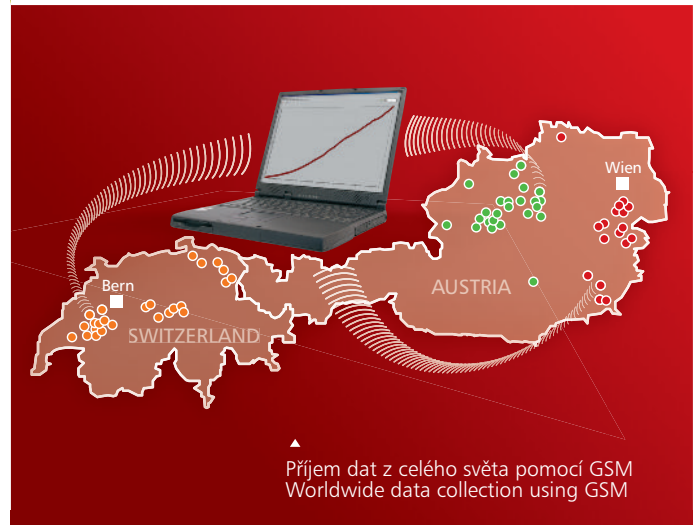 Wien
AUSTRIA
Bern
SWITZERLAND
Příjem dat z celého světa pomocí GSM
Worldwide data collection using GSM